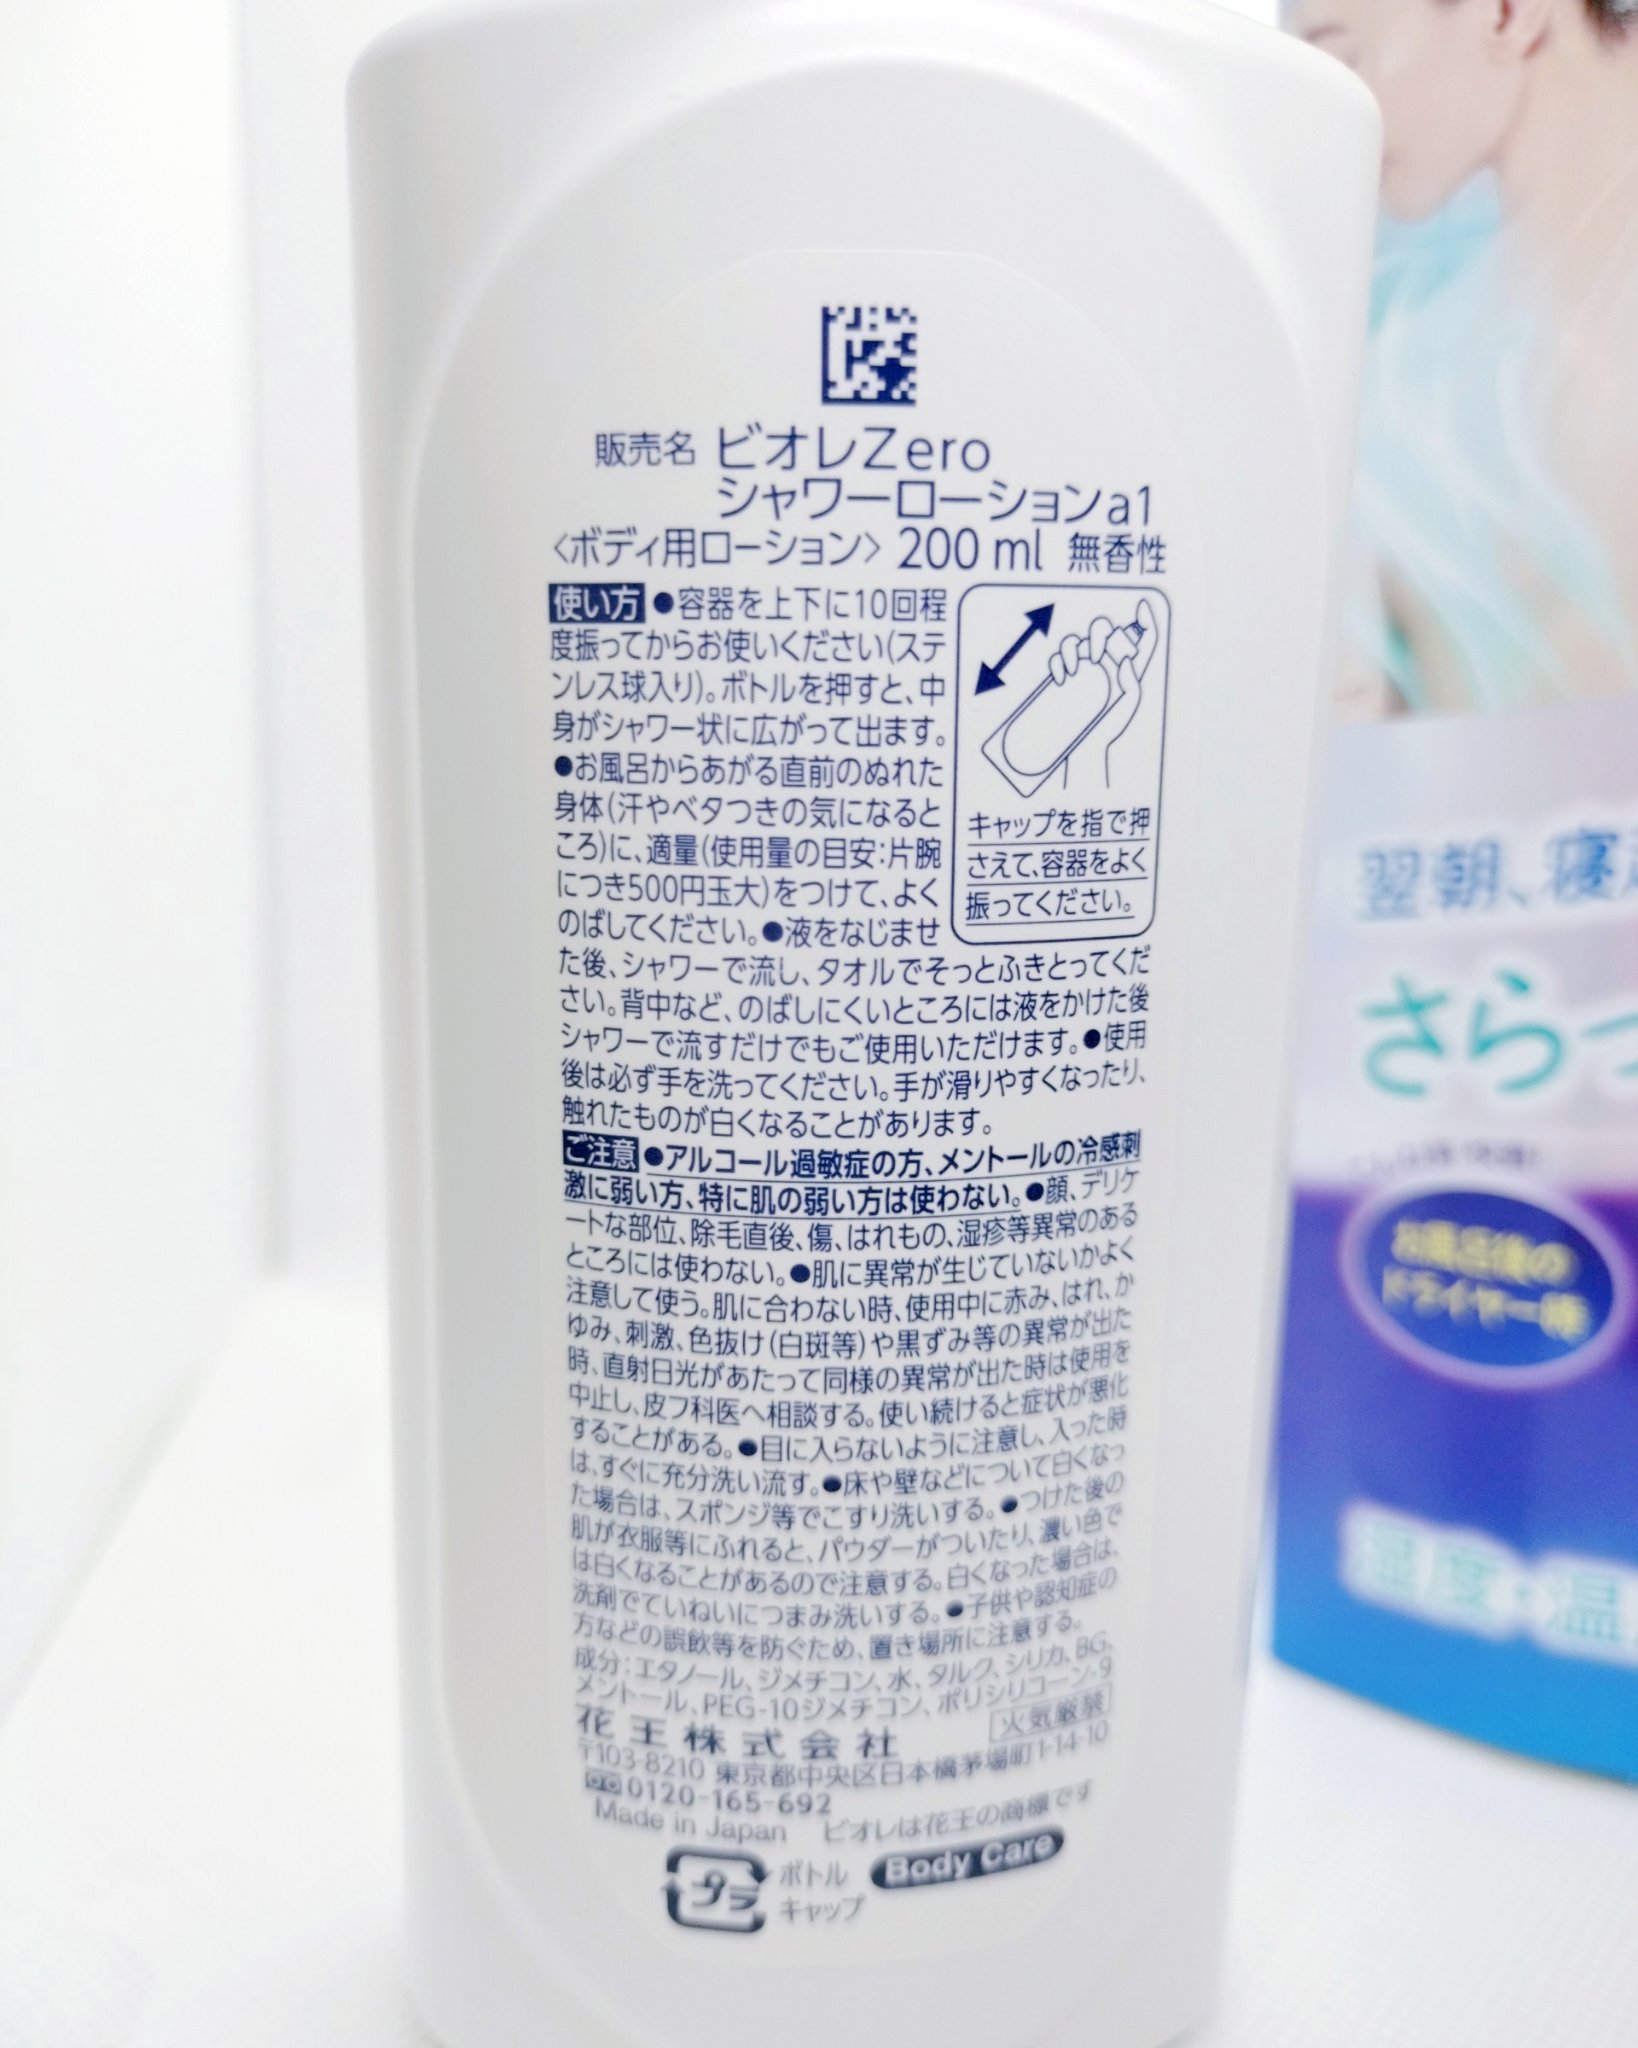 販売名 ビオレZero
シャワーローションa1
〈ボディ用ローション〉 200 ml 無香性
使い方 ●容器を上下に10回程
度振ってからお使いください(ステ
ンレス球入り)。ボトルを押すと、中
身がシャワー状に広がって出ます。
●お風呂からあがる直前のぬれた
身体(汗やベタつきの気になると
ころ)に、適量(使用量の目安:片腕
につき500円玉大)をつけて、よく
のばしてください。●液をなじませ
キャップを指で押
さえて、容器をよく
振ってください。
た後、シャワーで流し、タオルでそっとふきとってくだ
さい。背中など、のばしにくいところには液をかけた後
シャワーで流すだけでもご使用いただけます。●使用
後は必ず手を洗ってください。手が滑りやすくなったり、
触れたものが白くなることがあります。
ご注意 ●アルコール過敏症の方、メントールの冷感刺
激に弱い方、特に肌の弱い方は使わない。●顔、デリケ
ートな部位、除毛直後、傷、はれもの、湿疹等異常のある
ところには使わない。●肌に異常が生じていないかよく
注意して使う。肌に合わない時、使用中に赤み、はれ、か
ゆみ、刺激、色抜け(白斑等)や黒ずみ等の異常が出た
時、直射日光があたって同様の異常が出た時は使用を
中止し、皮フ科医へ相談する。使い続けると症状が悪化
することがある。●目に入らないように注意し、入った時
は、すぐに充分洗い流す。●床や壁などについて白くなっ
た場合は、スポンジ等でこすり洗いする。●つけた後の
肌が衣服等にふれると、パウダーがついたり、濃い色で
は白くなることがあるので注意する。白くなった場合は、
洗剤でていねいにつまみ洗いする。●子供や認知症の
方などの誤飲等を防ぐため、置き場所に注意する。
成分:エタノール、ジメチコン、水、タルク、シリカ、BG、
メントール、PEG-10ジメチコン、ポリシリコーン-9
花王株式会社 火気厳禁
〒103-8210 東京都中央区日本橋茅場町1-14-10
0120-165-692
Made in Japan ビオレは花王の商標です
プラ ボトル Body Care
キャップ
翌朝、寝
さらっ
お風呂後の
ドライヤー時
湿度・温